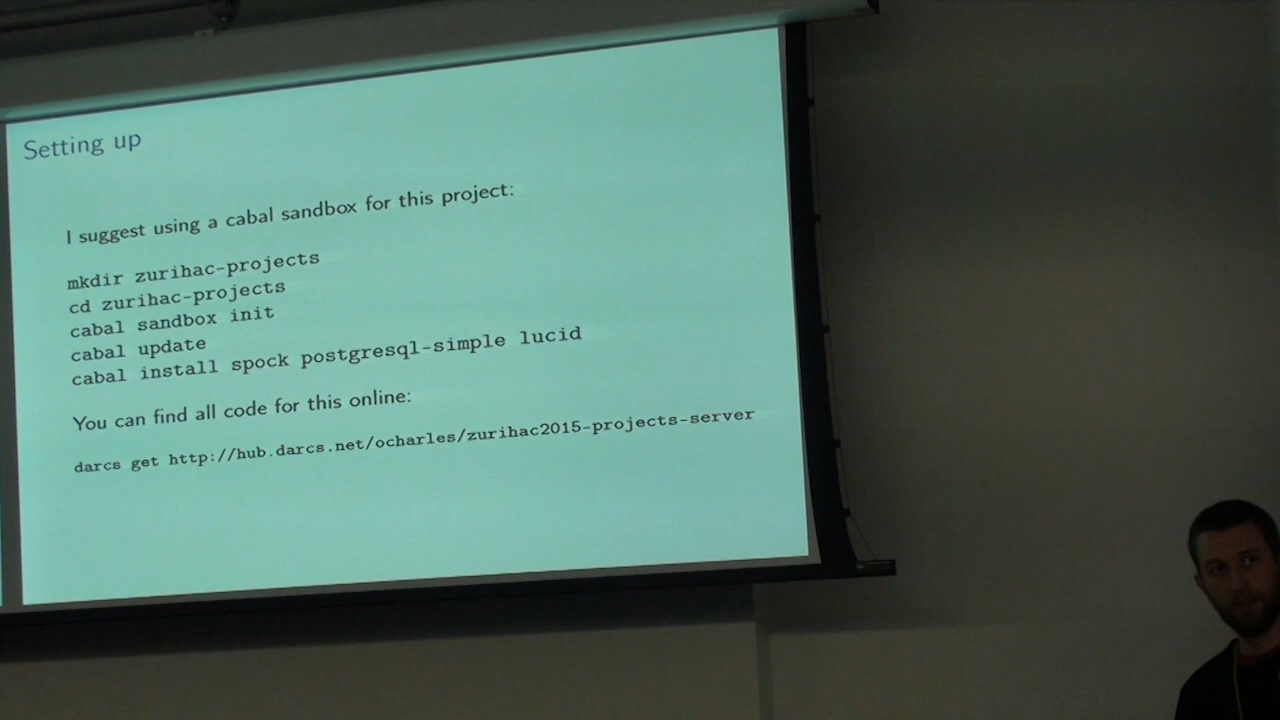 Setting up
I suggest using a cabal sandbox for this project:
mkdir zurihac-projects
cd zurihac-projects
cabal sandbox init
cabal update
cabal install spock postgresql-simple lucid
You can find all code for this online:
darcs get http://hub.darcs.net/ocharles/zurihac2015-projects-server